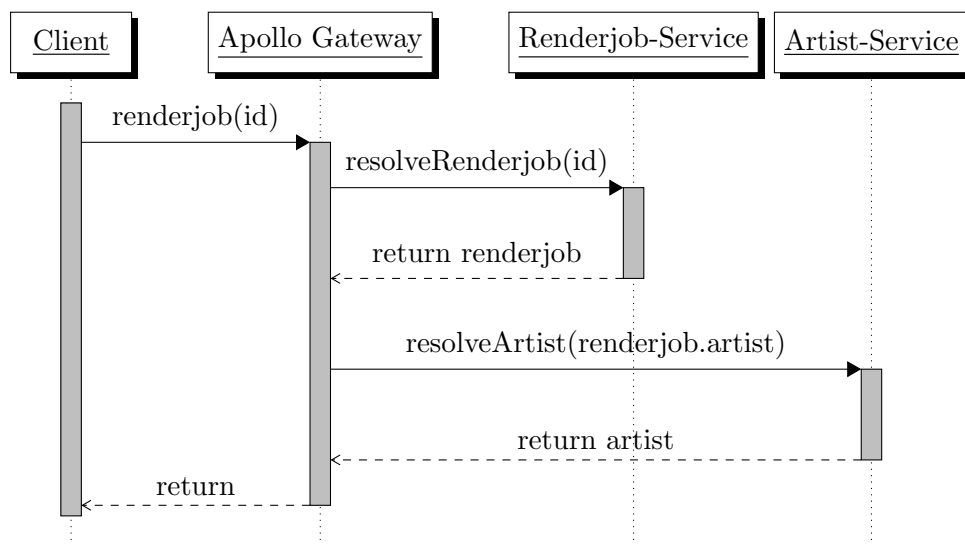 Client
Apollo Gateway
Renderjob-Service
Artist-Service
renderjob(id)
resolveRenderjob(id)
return renderjob
resolveArtist(renderjob.artist)
return artist
return